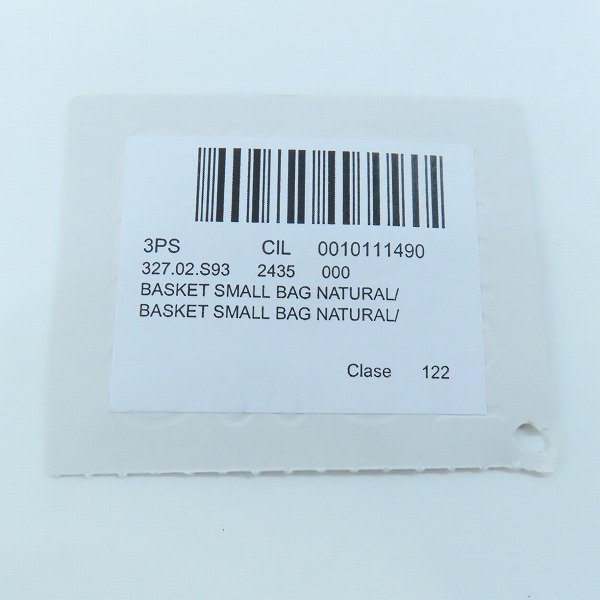 3PS CIL 0010111490
327.02.S93 2435 000
BASKET SMALL BAG NATURAL/
BASKET SMALL BAG NATURAL/
Clase 122